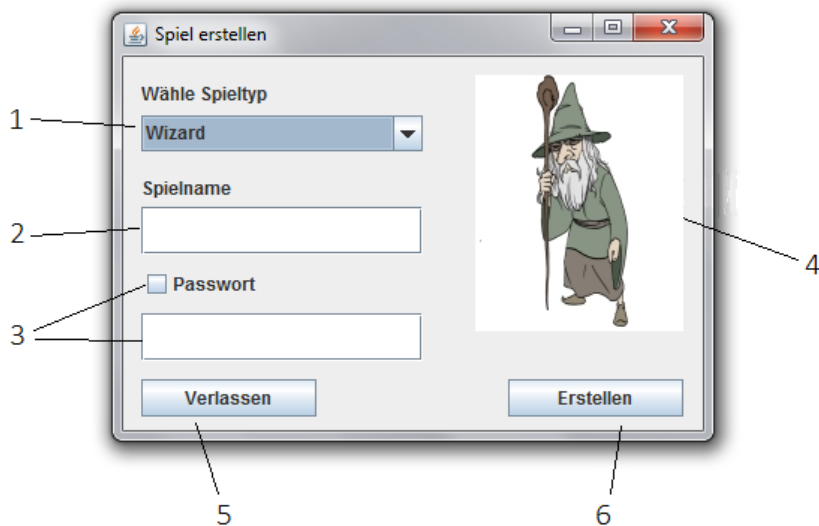 Spiel erstellen
Wähle Spieltyp
1
Wizard
Spielname
2
Passwort
3
4
Verlassen
Erstellen
5
6